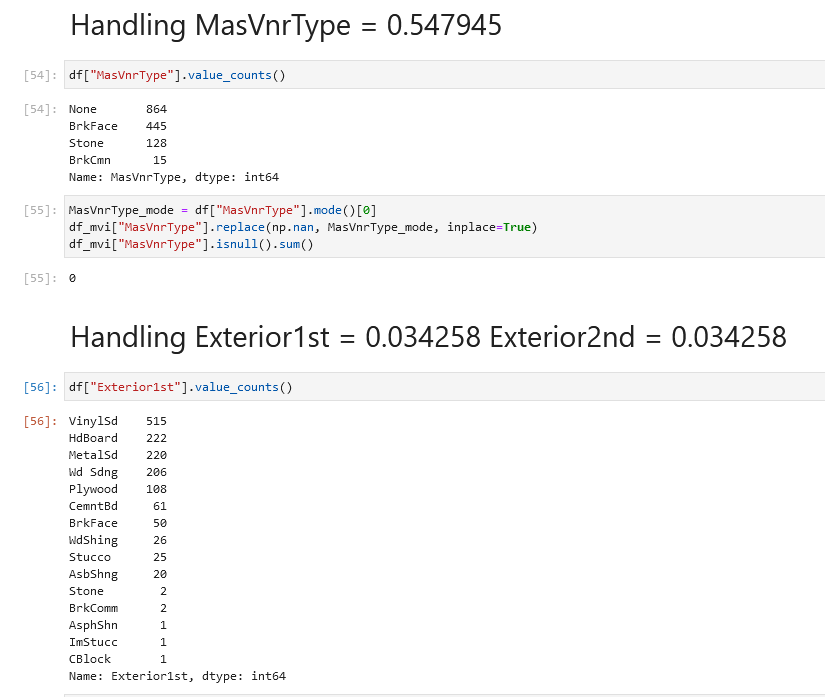 Handling MasVnrType = 0.547945
[54]: df["MasVnrType"].value_counts()
[54]: None 864
BrkFace 445
Stone 128
BrkCmn 15
Name: MasVnrType, dtype: int64
[55]: MasVnrType_mode = df["MasVnrType"].mode()[0]
df_mvi["MasVnrType"].replace(np.nan, MasVnrType_mode, inplace=True)
df_mvi["MasVnrType"].isnull().sum()
[55]: 0
Handling Exterior1st = 0.034258 Exterior2nd = 0.034258
[56]: df["Exterior1st"].value_counts()
[56]: VinylSd 515
HdBoard 222
MetalSd 220
Wd Sdng 206
Plywood 108
CemntBd 61
BrkFace 50
WdShing 26
Stucco 25
AsbShng 20
Stone 2
BrkComm 2
AsphShn 1
ImStucc 1
CBlock 1
Name: Exterior1st, dtype: int64